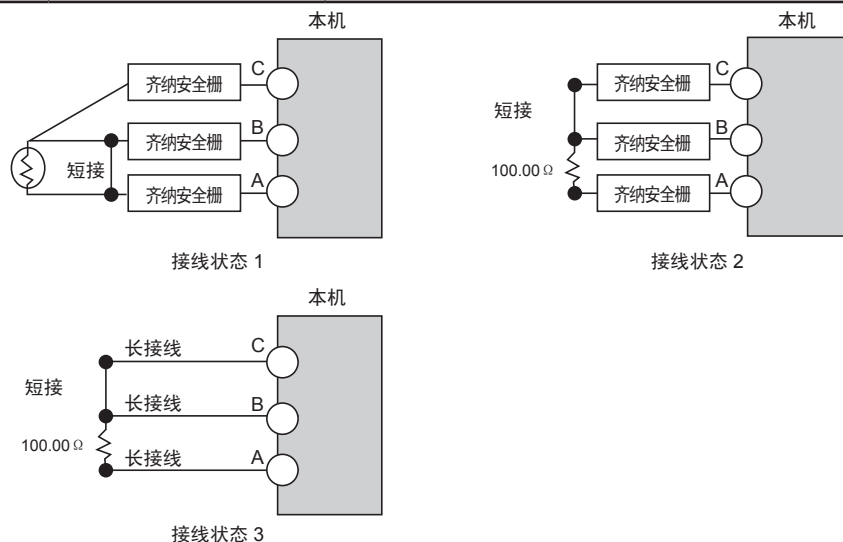 本机
C
齐纳安全栅
B
齐纳安全栅
短接
A
齐纳安全栅
接线状态 1
本机
C
齐纳安全栅
短接
B
齐纳安全栅
100.00 Ω
A
齐纳安全栅
接线状态 2
本机
长接线
C
短接
长接线
B
100.00 Ω
长接线
A
接线状态 3